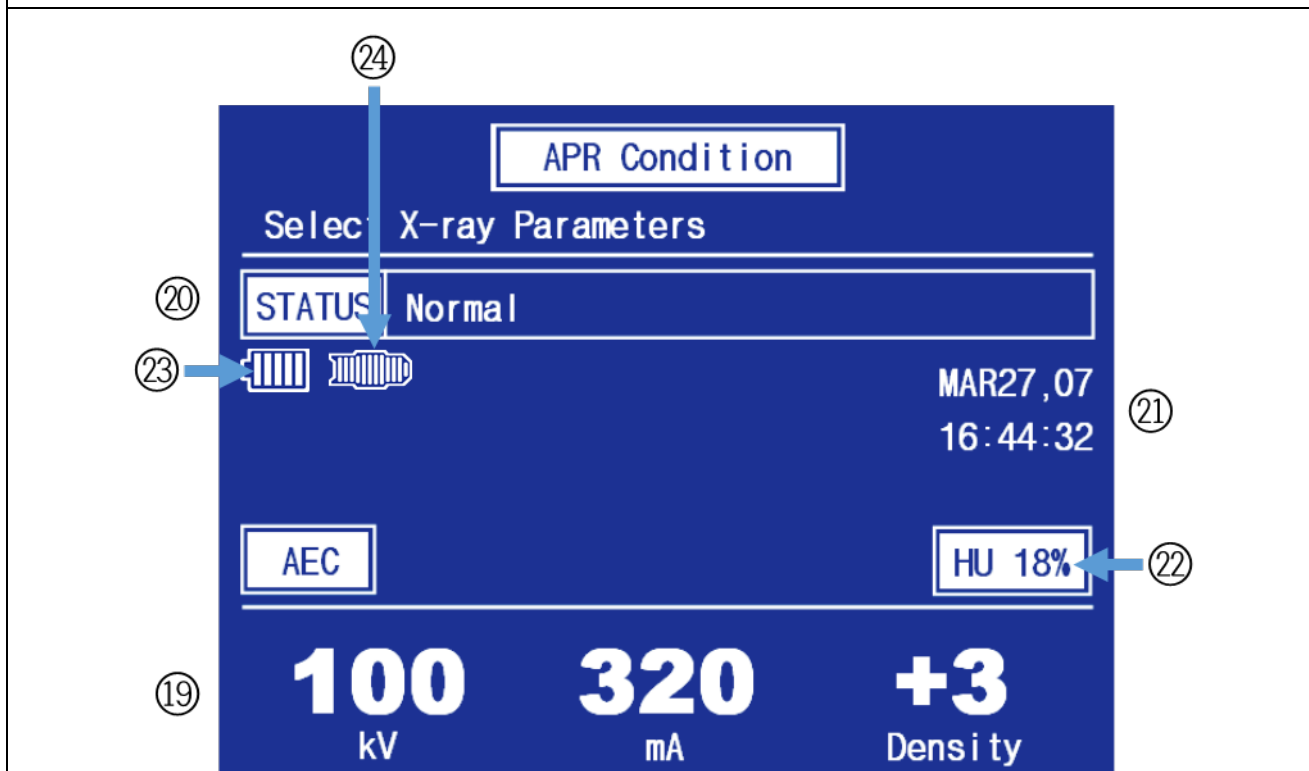 ㉔
APR Condition
Select X-ray Parameters
⑳ STATUS Normal
㉓
MAR27,07
㉑
16:44:32
AEC HU 18% ㉒
⑲ 100 320 +3
kV mA Density